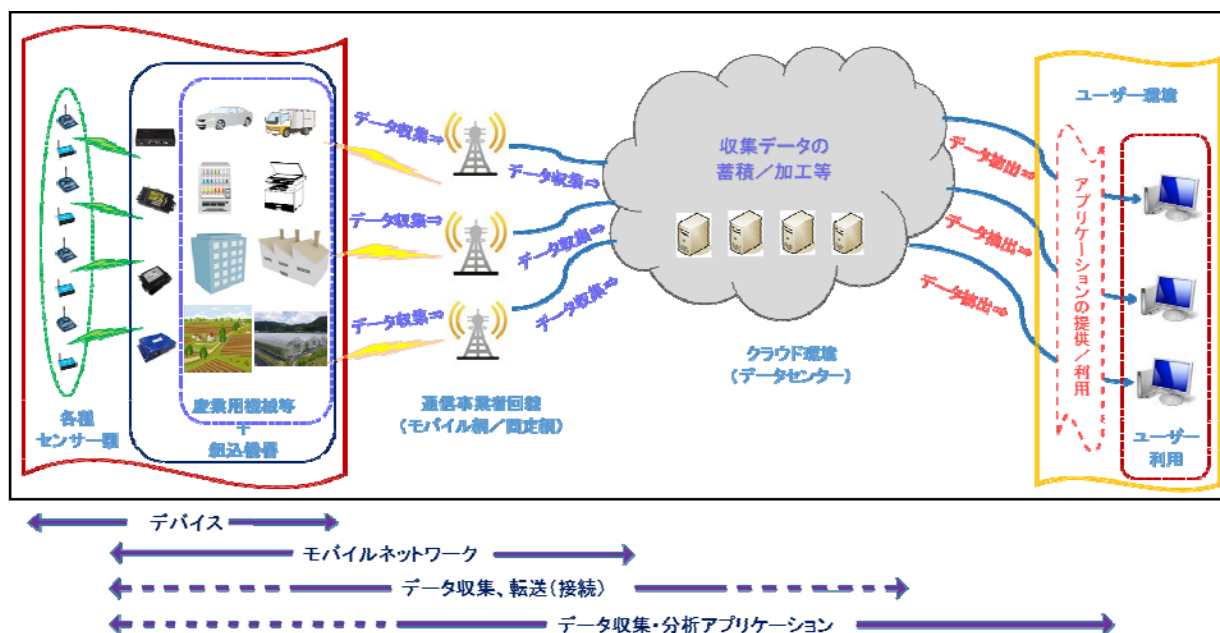 各種
センサー類
産業用機械等
+
組込機器
データ収集⇒
データ収集⇒
データ収集⇒
通信事業者回線
(モバイル網/固定網)
データ収集⇒
データ収集⇒
データ収集⇒
収集データの
蓄積/加工等
クラウド環境
(データセンター)
データ抽出⇒
データ抽出⇒
データ抽出⇒
ユーザー環境
アプリケーションの提供/利用
ユーザー
利用
デバイス
モバイルネットワーク
データ収集、転送(接続)
データ収集・分析アプリケーション